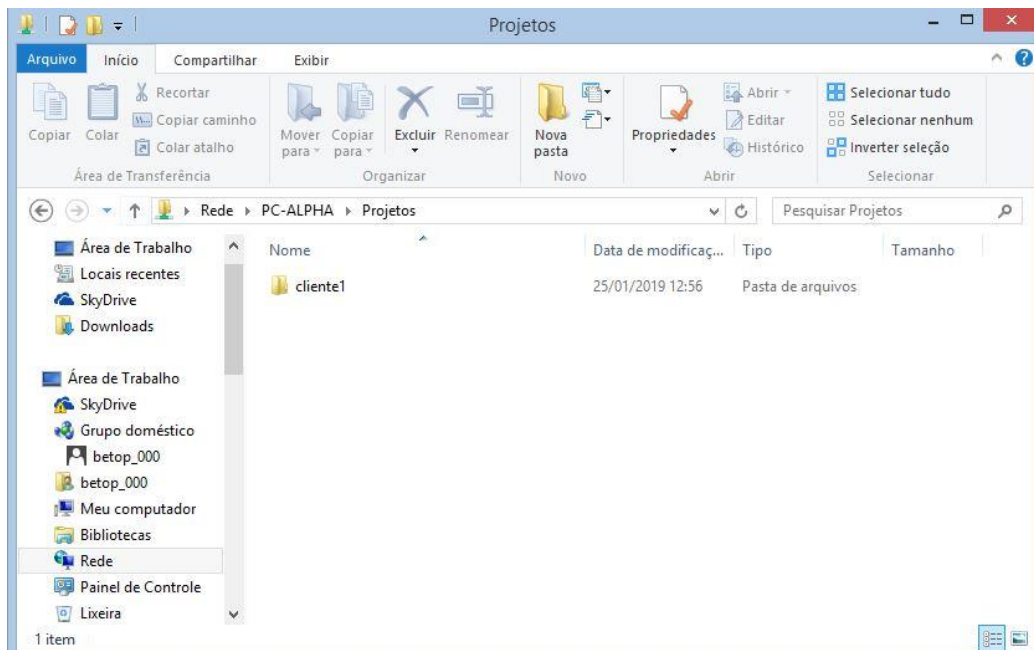 Projetos
Arquivo Início Compartilhar Exibir
Copiar
Colar
Recortar
Copiar caminho
Colar atalho
Área de Transferência
Mover para
Copiar para
Excluir
Renomear
Organizar
Nova pasta
Novo
Propriedades
Abrir
Editar
Histórico
Abrir
Selecionar tudo
Selecionar nenhum
Inverter seleção
Selecionar
Rede PC-ALPHA Projetos
Pesquisar Projetos
Área de Trabalho
Locais recentes
SkyDrive
Downloads
Área de Trabalho
SkyDrive
Grupo doméstico
betop_000
betop_000
Meu computador
Bibliotecas
Rede
Painel de Controle
Lixeira
Nome Data de modificaç... Tipo Tamanho
cliente1 25/01/2019 12:56 Pasta de arquivos
1 item